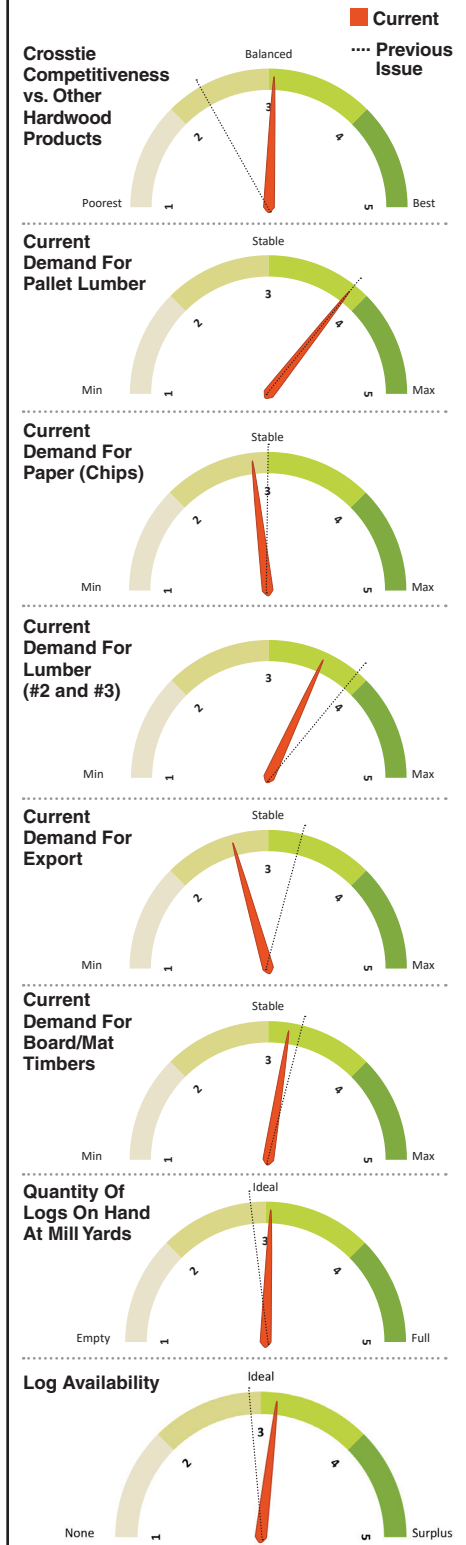 Current
Previous
Issue
Crosstie
Competitiveness
vs. Other
Hardwood
Products
Balanced
3
2
4
Poorest
1
5
Best
Current
Demand For
Pallet Lumber
Stable
3
2
4
Min
1
5
Max
Current
Demand For
Paper (Chips)
Stable
3
2
4
Min
1
5
Max
Current
Demand For
Lumber
(#2 and #3)
3
2
4
Min
1
5
Max
Current
Demand For
Export
Stable
3
2
4
Min
1
5
Max
Current
Demand For
Board/Mat
Timbers
Stable
3
2
4
Min
1
5
Max
Quantity Of
Logs On Hand
At Mill Yards
Ideal
3
2
4
Empty
1
5
Full
Log Availability
Ideal
3
2
4
None
1
5
Surplus